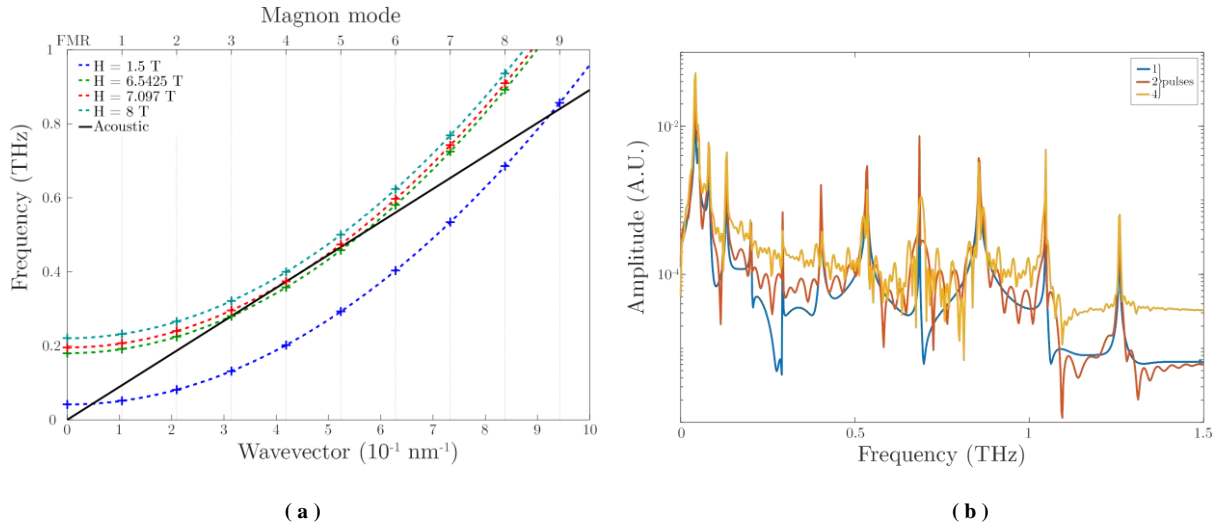 Magnon mode
FMR 1 2 3 4 5 6 7 8 9
1
0.8
0.6
0.4
0.2
0
Frequency (THz)
H = 1.5 T
H = 6.5425 T
H = 7.097 T
H = 8 T
Acoustic
0 1 2 3 4 5 6 7 8 9 10
Wavevector (10⁻¹ nm⁻¹)
( a )
Amplitude (A.U.)
10⁻²
10⁻⁴
1
2 pulses
4
0 0.5 1 1.5
Frequency (THz)
( b )